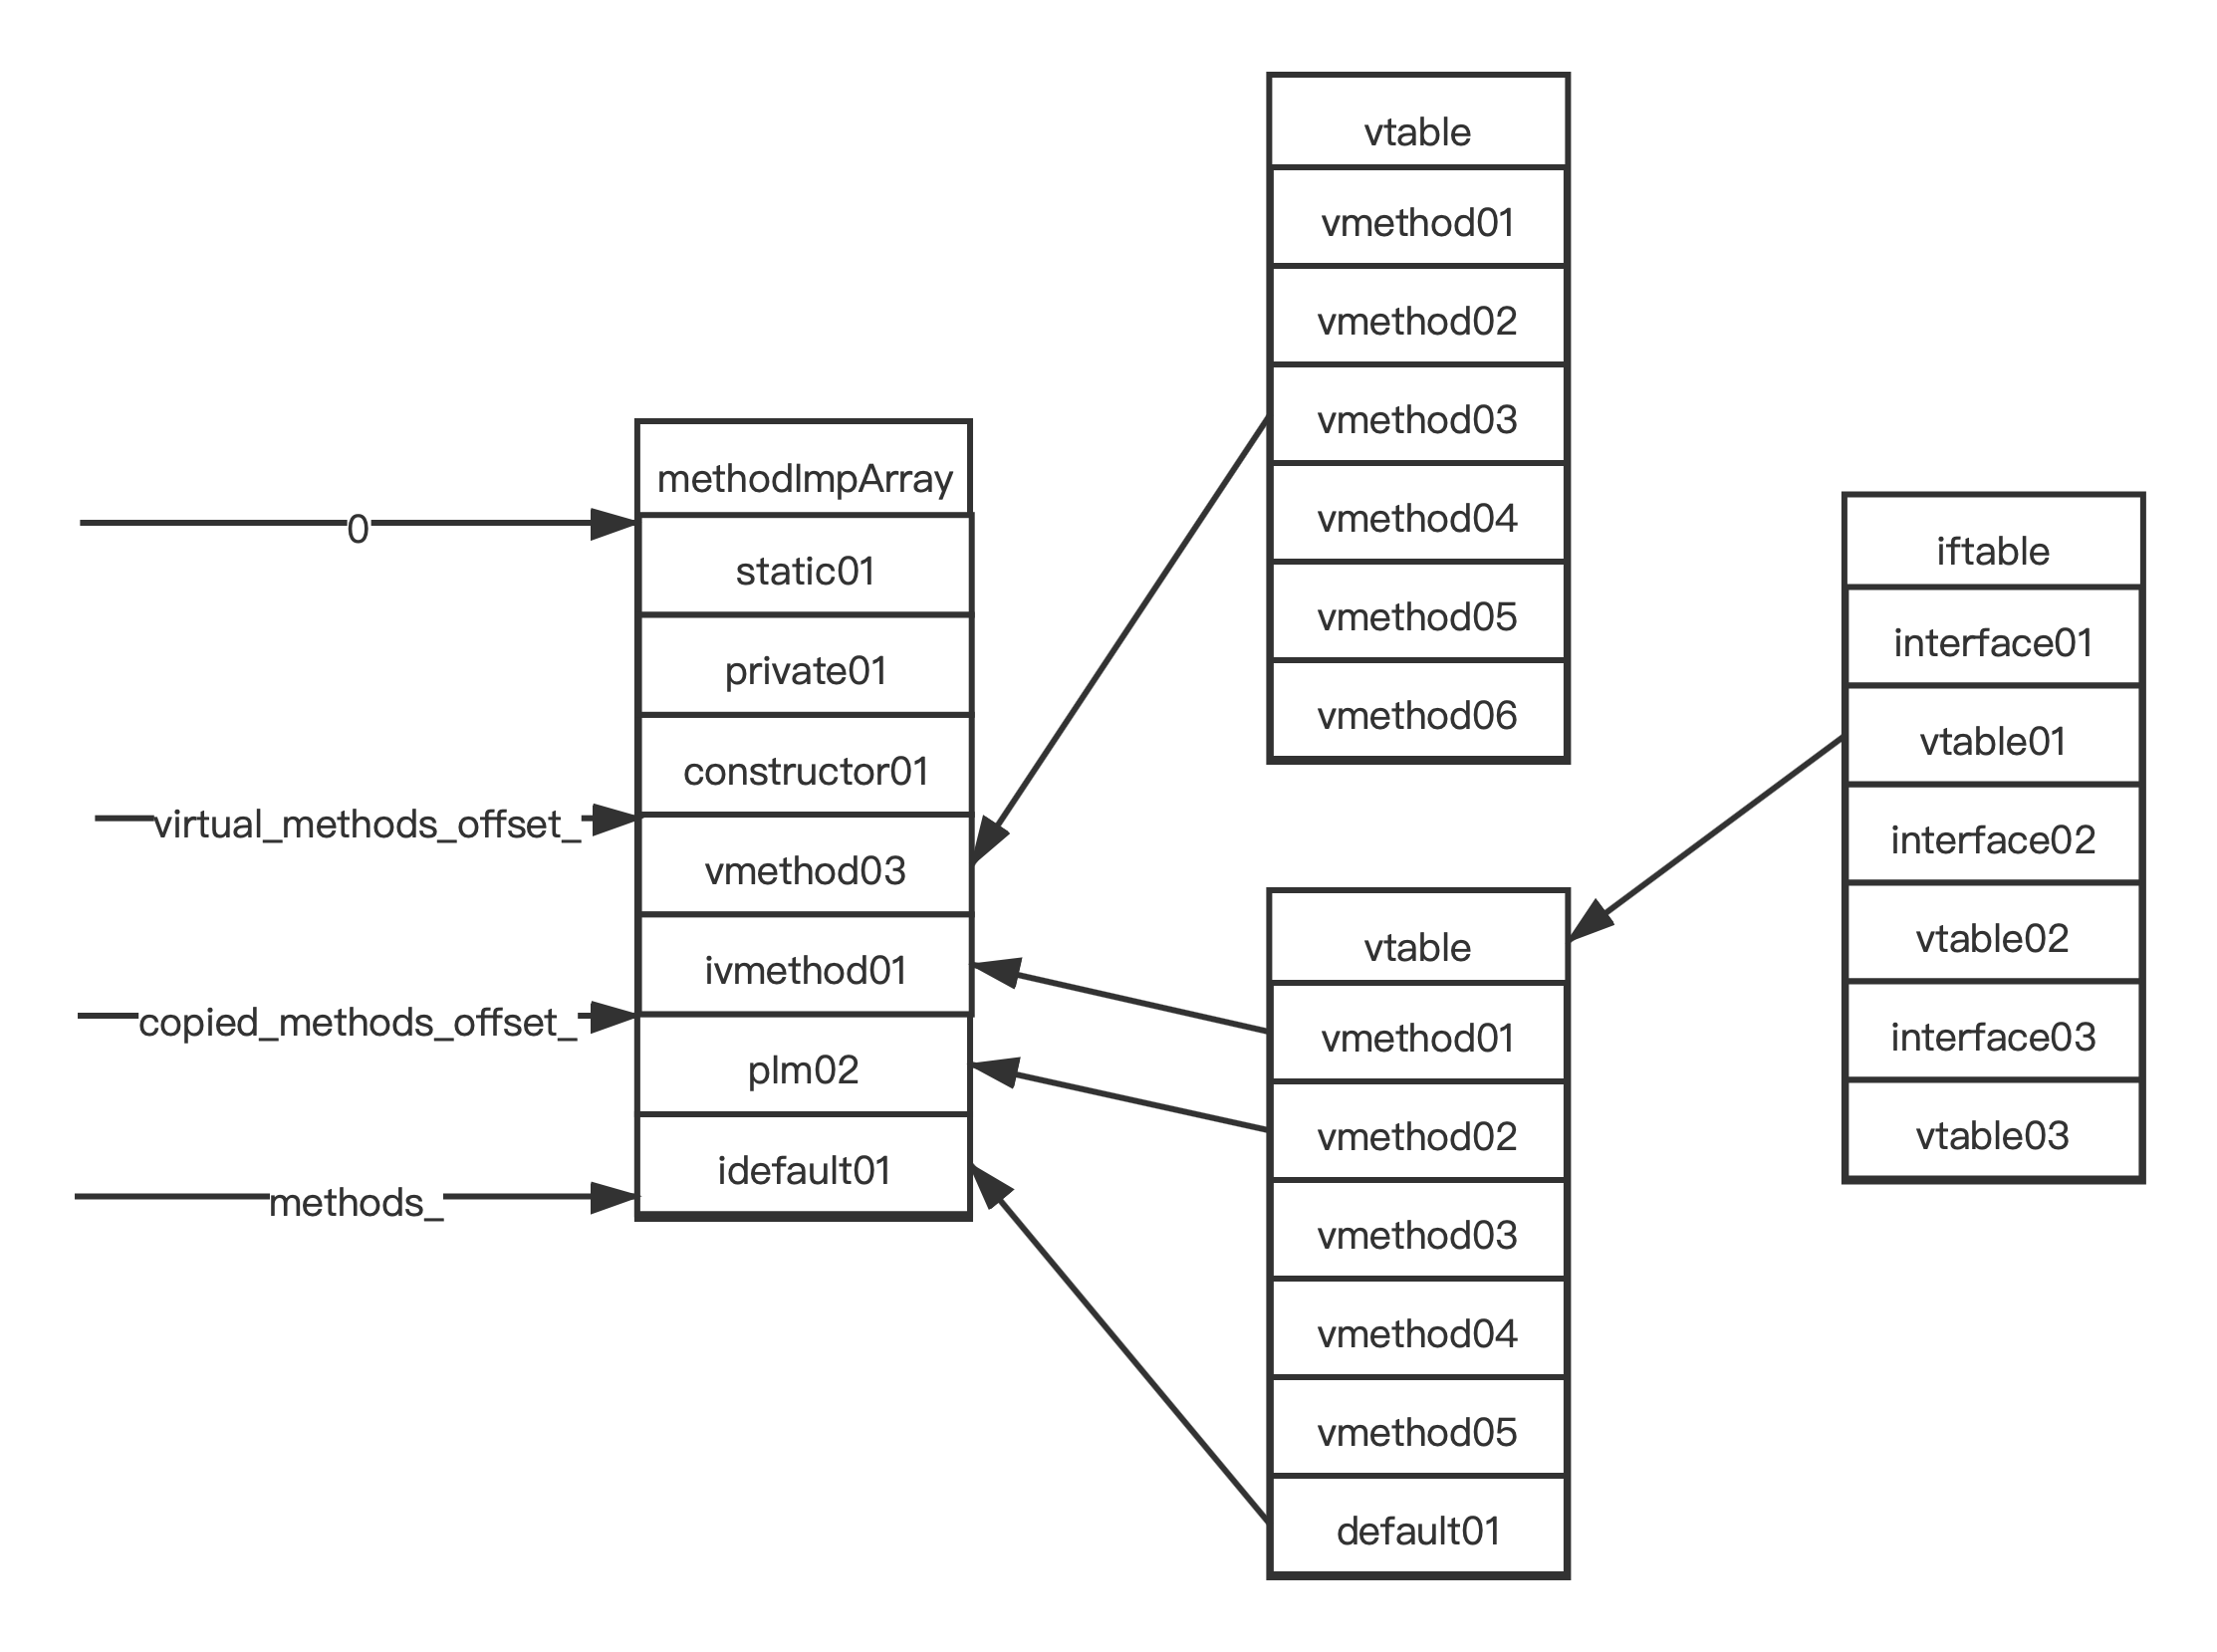 0
virtual_methods_offset_
copied_methods_offset_
methods_
methodImpArray
static01
private01
constructor01
vmethod03
ivmethod01
plm02
idefault01
vtable
vmethod01
vmethod02
vmethod03
vmethod04
vmethod05
vmethod06
vtable
vmethod01
vmethod02
vmethod03
vmethod04
vmethod05
default01
iftable
interface01
vtable01
interface02
vtable02
interface03
vtable03